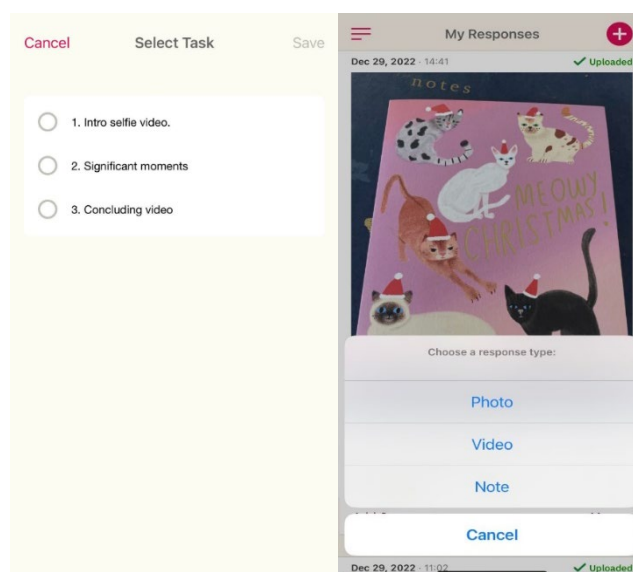 Cancel Select Task Save
1. Intro selfie video.
2. Significant moments
3. Concluding video
My Responses
Dec 29, 2022 · 14:41 Uploaded
notes
MEOWY
CHRISTMAS!
Choose a response type:
Photo
Video
Note
Cancel
Dec 29, 2022 · 11:02 Uploaded